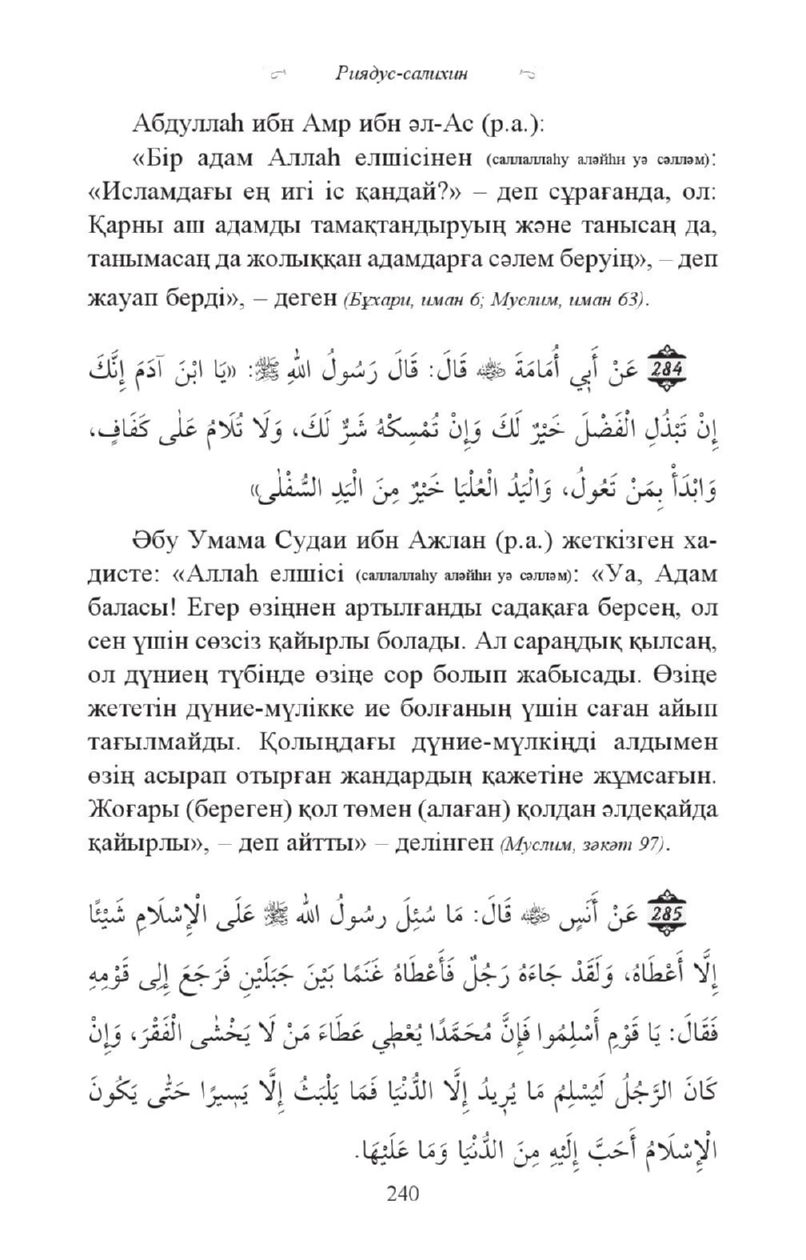 Риядус-салихин
Абдуллаһ ибн Амр ибн әл-Ас (р.а.):
«Бір адам Аллаһ елшісінен (саллаллаһу аләйһи уә сәлләм):
«Исламдағы ең игі іс қандай?» – деп сұрағанда, ол:
Қарны аш адамды тамақтандыруың және танысаң да,
танымасаң да жолыққан адамдарға сәлем беруің», – деп
жауап берді», – деген (Бұхари, иман 6; Муслим, иман 63).
284 عَنْ أَبِي أُمَامَةَ ﷺ قَالَ: قَالَ رَسُولُ اللهِ ﷺ: «يَا ابْنَ آدَمَ إِنَّكَ
إِنْ تَبْذُلِ الْفَضْلَ خَيْرٌ لَكَ وَإِنْ تُمْسِكْهُ شَرٌّ لَكَ، وَلَا تُلَامُ عَلَى كَفَافٍ،
وَابْدَأْ بِمَنْ تَعُولُ، وَالْيَدُ الْعُلْيَا خَيْرٌ مِنَ الْيَدِ السُّفْلَى»
Әбу Умама Судаи ибн Ажлан (р.а.) жеткізген ха-
дисте: «Аллаһ елшісі (саллаллаһу аләйһи уә сәлләм): «Уа, Адам
баласы! Егер өзіңнен артылғанды садақаға берсең, ол
сен үшін сөзсіз қайырлы болады. Ал сараңдық қылсаң,
ол дүниең түбінде өзіңе сор болып жабысады. Өзіңе
жететін дүние-мүлікке ие болғаның үшін саған айып
тағылмайды. Қолыңдағы дүние-мүлкіңді алдымен
өзің асырап отырған жандардың қажетіне жұмсағын.
Жоғары (береген) қол төмен (алаған) қолдан әлдеқайда
қайырлы», – деп айтты» – делінген (Муслим, зәкәт 97).
285 عَنْ أَنَسٍ ﷺ قَالَ: مَا سُئِلَ رسُولُ اللهِ ﷺ عَلَى الْإِسْلَامِ شَيْئًا
إِلَّا أَعْطَاهُ، وَلَقَدْ جَاءَهُ رَجُلٌ فَأَعْطَاهُ غَنَمًا بَيْنَ جَبَلَيْنِ فَرَجَعَ إِلَى قَوْمِهِ
فَقَالَ: يَا قَوْمِ أَسْلِمُوا فَإِنَّ مُحَمَّدًا يُعْطِي عَطَاءَ مَنْ لَا يَخْشَى الْفَقْرَ، وَإِنْ
كَانَ الرَّجُلُ لَيُسْلِمُ مَا يُرِيدُ إِلَّا الدُّنْيَا فَمَا يَلْبَثُ إِلَّا يَسِيرًا حَتَّى يَكُونَ
الْإِسْلَامُ أَحَبَّ إِلَيْهِ مِنَ الدُّنْيَا وَمَا عَلَيْهَا.
240